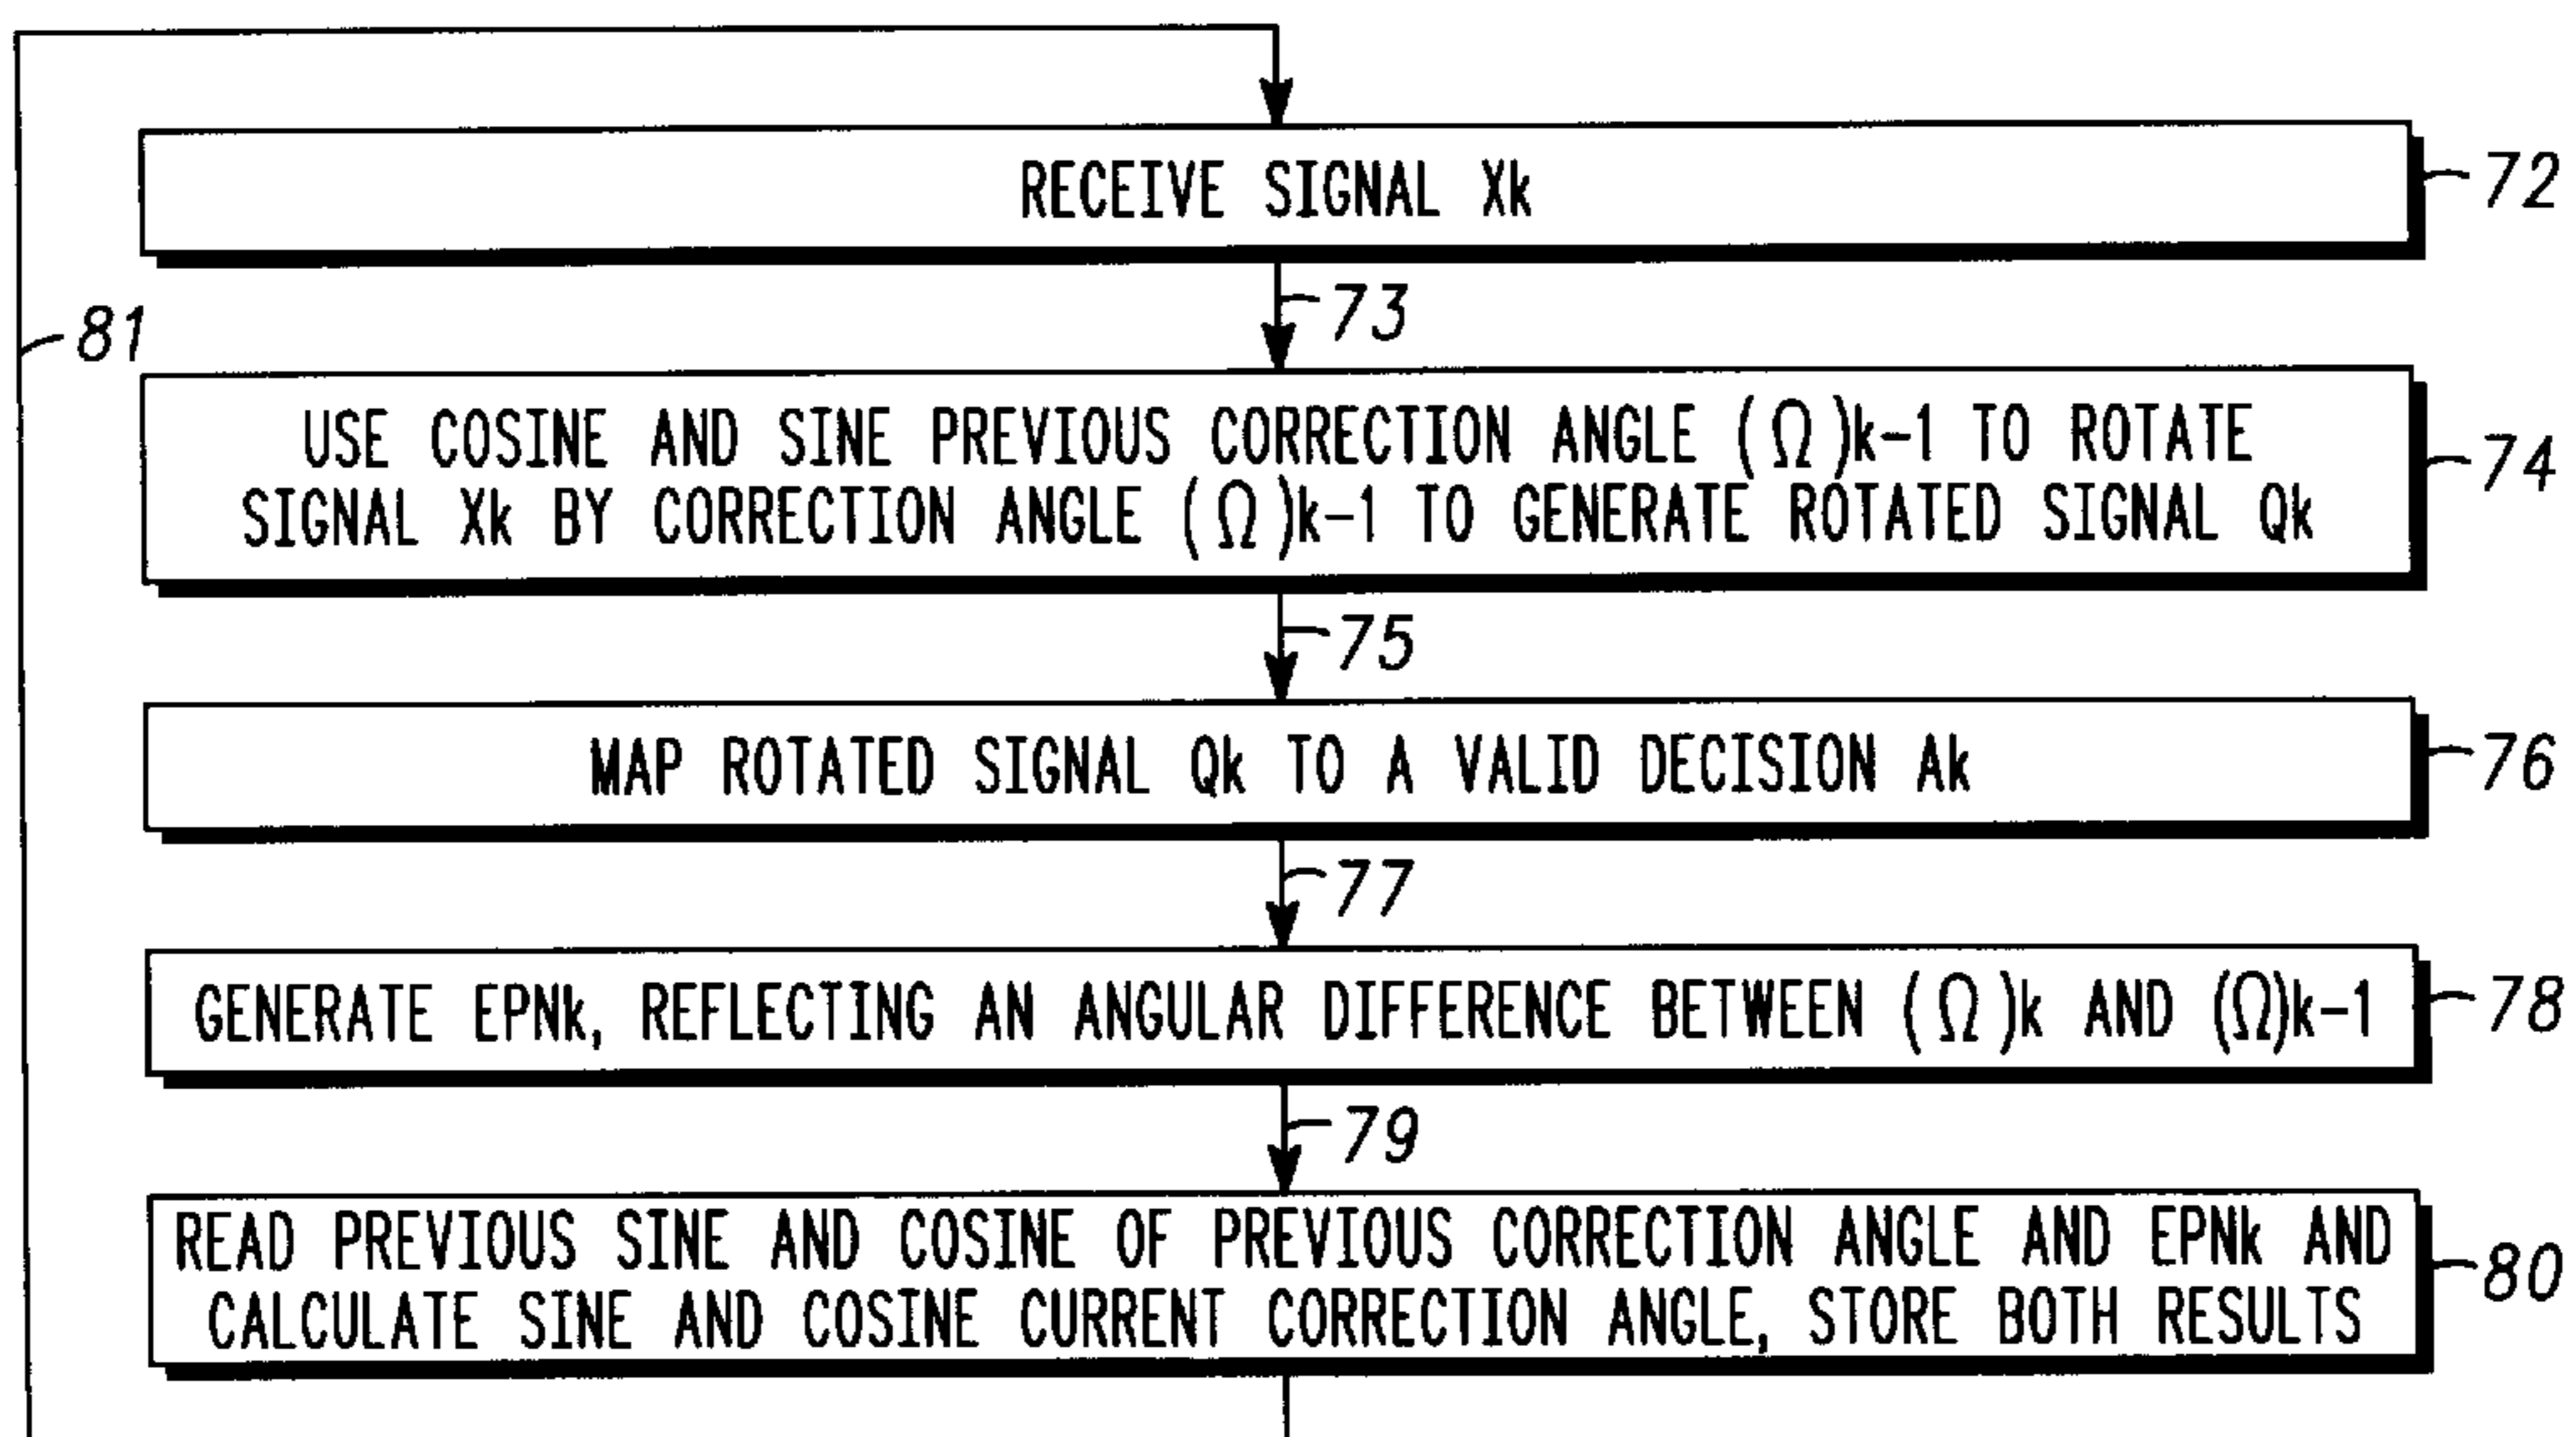 RECEIVE SIGNAL Xk
72
73
81
USE COSINE AND SINE PREVIOUS CORRECTION ANGLE (Ω)k-1 TO ROTATE
SIGNAL Xk BY CORRECTION ANGLE (Ω)k-1 TO GENERATE ROTATED SIGNAL Qk
74
75
MAP ROTATED SIGNAL Qk TO A VALID DECISION Ak
76
77
GENERATE EPNk, REFLECTING AN ANGULAR DIFFERENCE BETWEEN (Ω)k AND (Ω)k-1
78
79
READ PREVIOUS SINE AND COSINE OF PREVIOUS CORRECTION ANGLE AND EPNk AND
CALCULATE SINE AND COSINE CURRENT CORRECTION ANGLE, STORE BOTH RESULTS
80